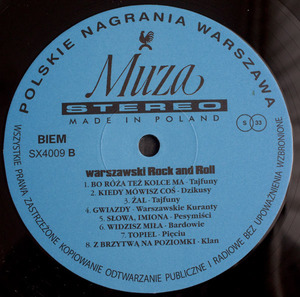 POLSKIE NAGRANIA WARSZAWA
Muza
STEREO
MADE IN POLAND
BIEM
SX4009 B
S 33
warszawski Rock and Roll
1. BO RÓŻA TEŻ KOLCE MA - Tajfuny
2. KIEDY MÓWISZ COŚ - Dzikusy
3. ŻAL - Tajfuny
4. GWIAZDY - Warszawskie Kuranty
5. SŁOWA, IMIONA - Pesymiści
6. WIDZISZ MIŁA - Bardowie
7. TOPIEL - Pięciu
8. Z BRZYTWĄ NA POZIOMKI - Klan
WSZYSTKIE PRAWA ZASTRZEŻONE KOPIOWANIE ODTWARZANIE PUBLICZNE I RADIOWE BEZ UPOWAŻNIENIA WZBRONIONE